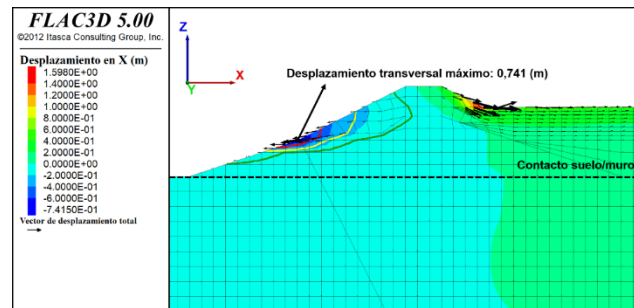 FLAC3D 5.00
©2012 Itasca Consulting Group, Inc.
Desplazamiento en X (m)
1.5980E+00
1.4000E+00
1.2000E+00
1.0000E+00
8.0000E-01
6.0000E-01
4.0000E-01
2.0000E-01
0.0000E+00
-2.0000E-01
-4.0000E-01
-6.0000E-01
-7.4150E-01
Vector de desplazamiento total
Z
X
Y
Desplazamiento transversal máximo: 0,741 (m)
Contacto suelo/muro